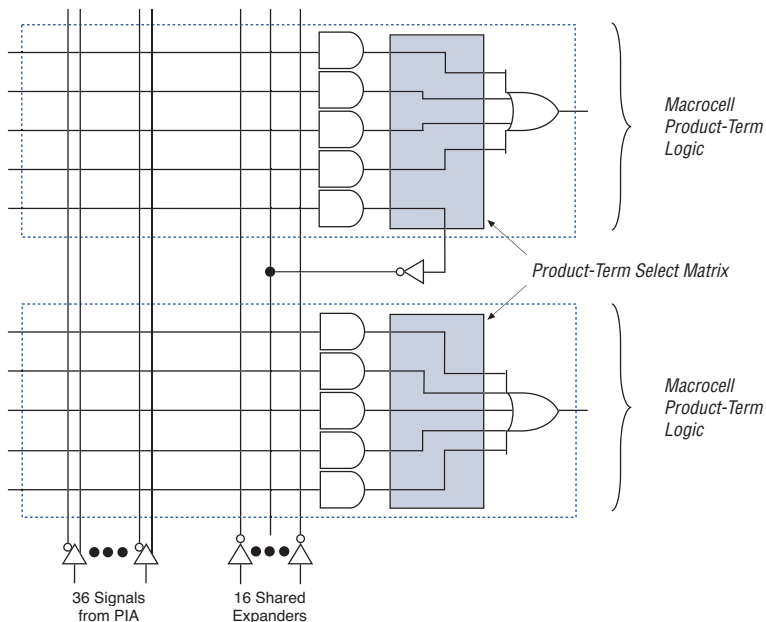 Macrocell
Product-Term
Logic
Product-Term Select Matrix
Macrocell
Product-Term
Logic
36 Signals
from PIA
16 Shared
Expanders